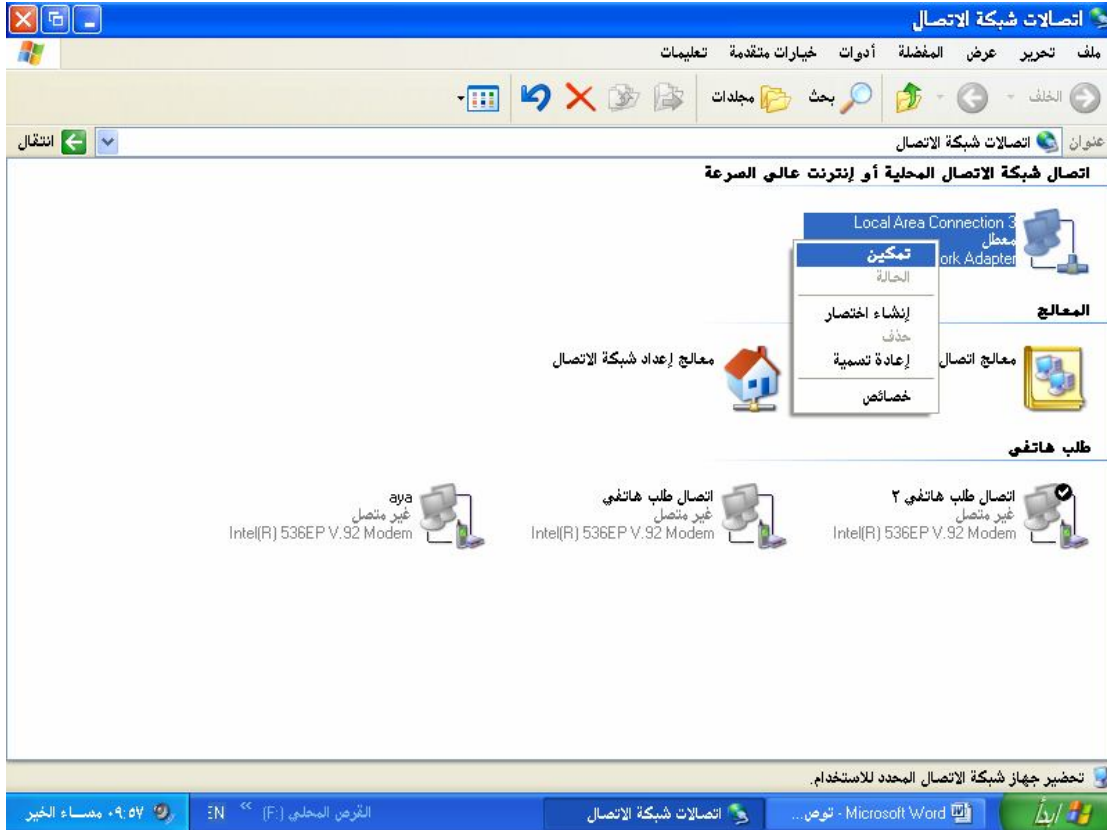 اتصالات شبكة الاتصال
ملف تحرير عرض المفضلة أدوات خيارات متقدمة تعليمات
الخلف بحث مجلدات
عنوان اتصالات شبكة الاتصال انتقال
اتصال شبكة الاتصال المحلية أو إنترنت عالي السرعة
Local Area Connection 3
معطل
ork Adapter
تمكين
الحالة
إنشاء اختصار
حذف
إعادة تسمية
خصائص
المعالج
معالج اتصال
معالج إعداد شبكة الاتصال
طلب هاتفي
اتصال طلب هاتفي ٢
غير متصل
Intel(R) 536EP V.92 Modem
اتصال طلب هاتفي
غير متصل
Intel(R) 536EP V.92 Modem
aya
غير متصل
Intel(R) 536EP V.92 Modem
تحضير جهاز شبكة الاتصال المحدد للاستخدام.
ابدأ
توص... - Microsoft Word
اتصالات شبكة الاتصال
القرص المحلي (F:)
EN
٠٩:٥٧ مساء الخير